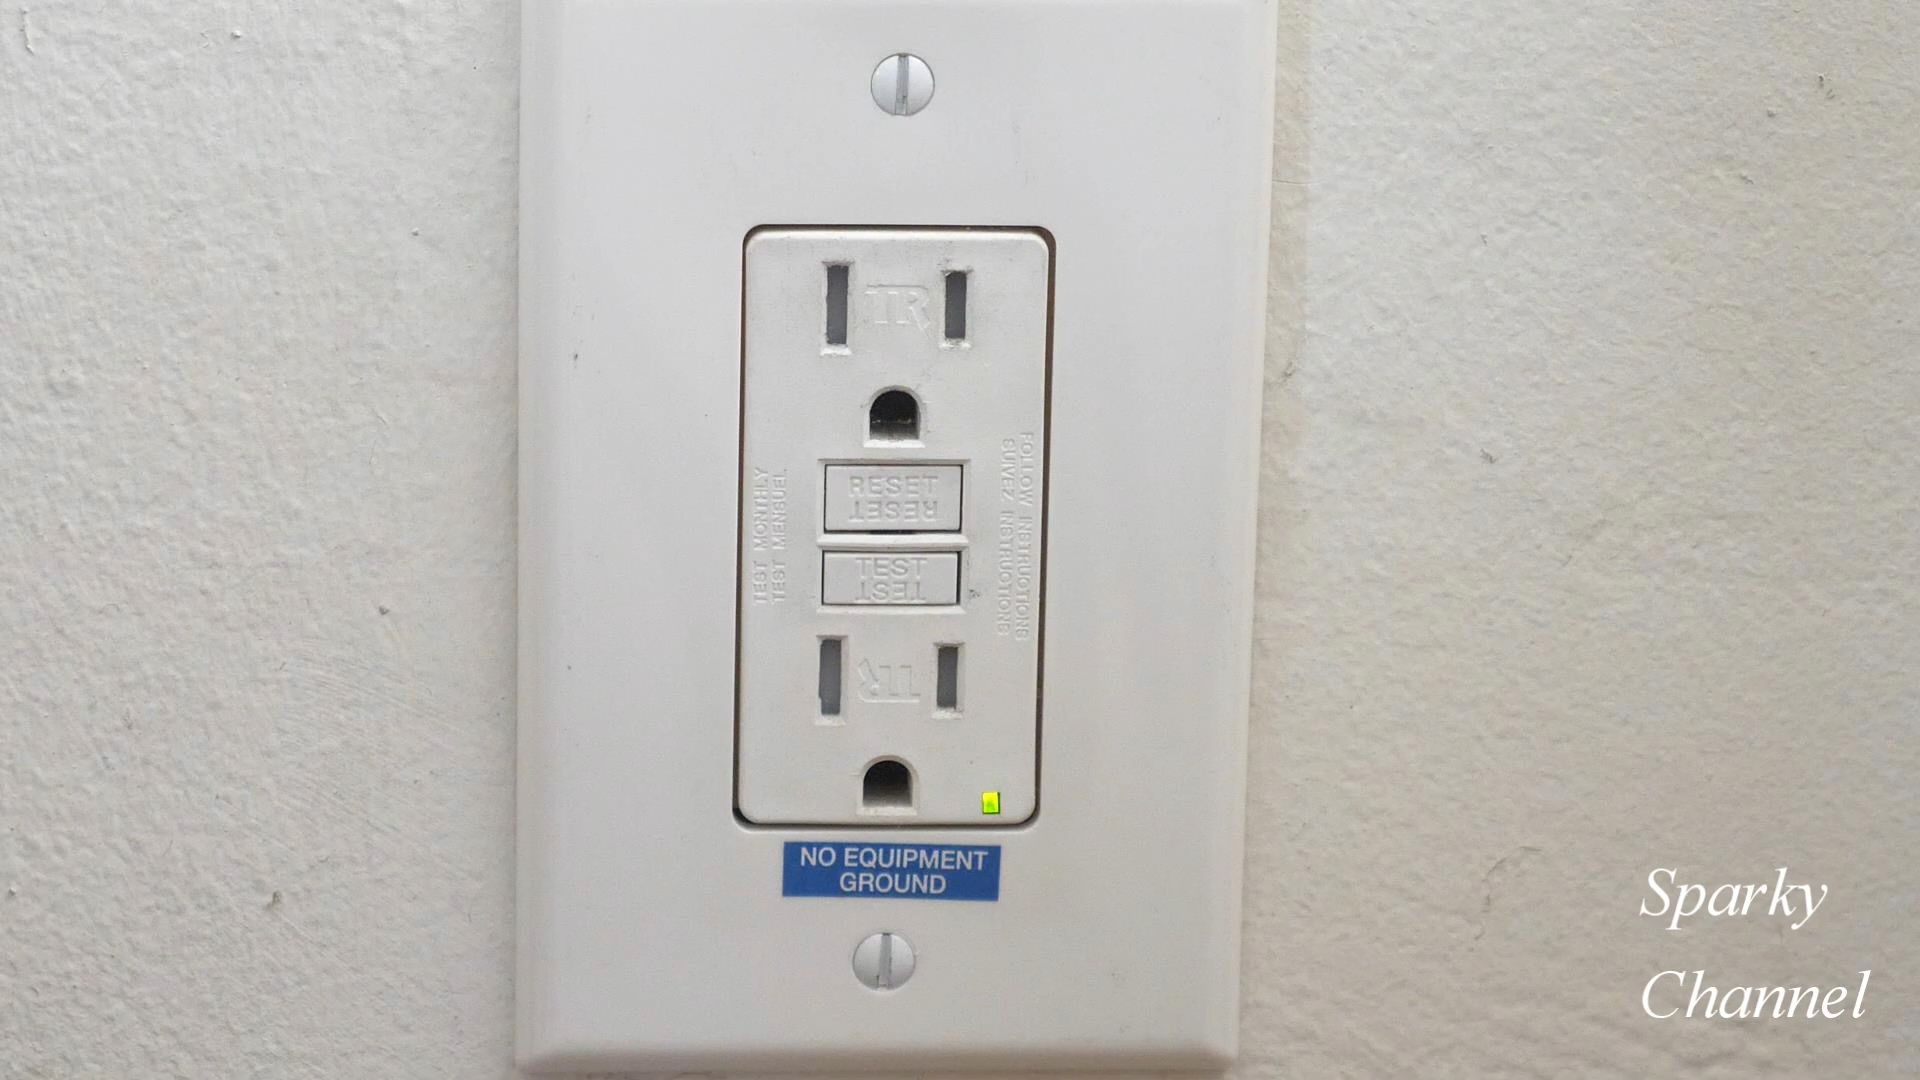 TR
RESET
RESET
TEST MONTHLY
TEST MENSUEL
FOLLOW INSTRUCTIONS
SUIVEZ INSTRUCTIONS
TEST
TEST
TR
NO EQUIPMENT
GROUND
Sparky
Channel